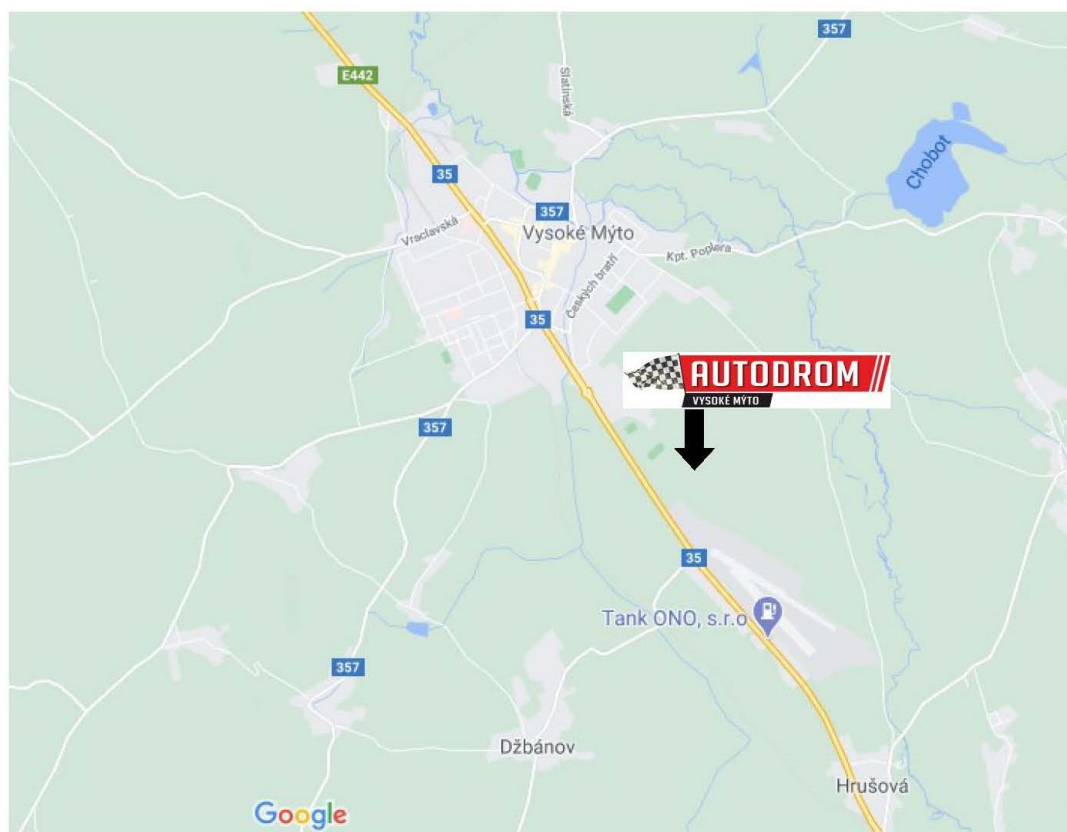 357
E442
Slatinská
Chobot
35
357
Vraclavská
Vysoké Mýto
Kpt. Poplera
Českých bratří
35
AUTODROM
VYSOKÉ MÝTO
357
35
Tank ONO, s.r.o
357
Džbánov
Hrušová
Google